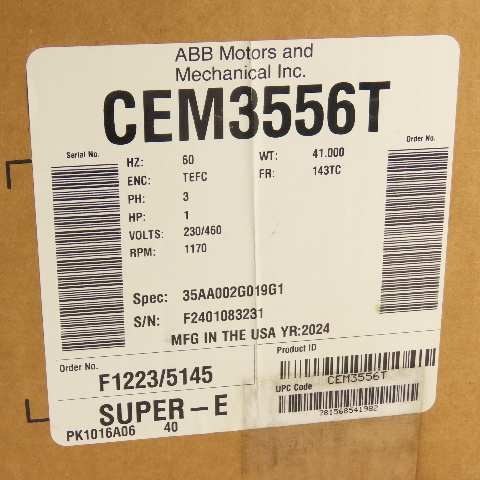 ABB Motors and
Mechanical Inc.
CEM3556T
Serial No.
Order No.
HZ: 60 WT: 41.000
ENC: TEFC FR: 143TC
PH: 3
HP: 1
VOLTS: 230/460
RPM: 1170
Spec: 35AA002G019G1
S/N: F2401083231
MFG IN THE USA YR:2024
Order No.
F1223/5145
Product ID
CEM3556T
SUPER-E
UPC Code
781568541982
PK1016A06 40